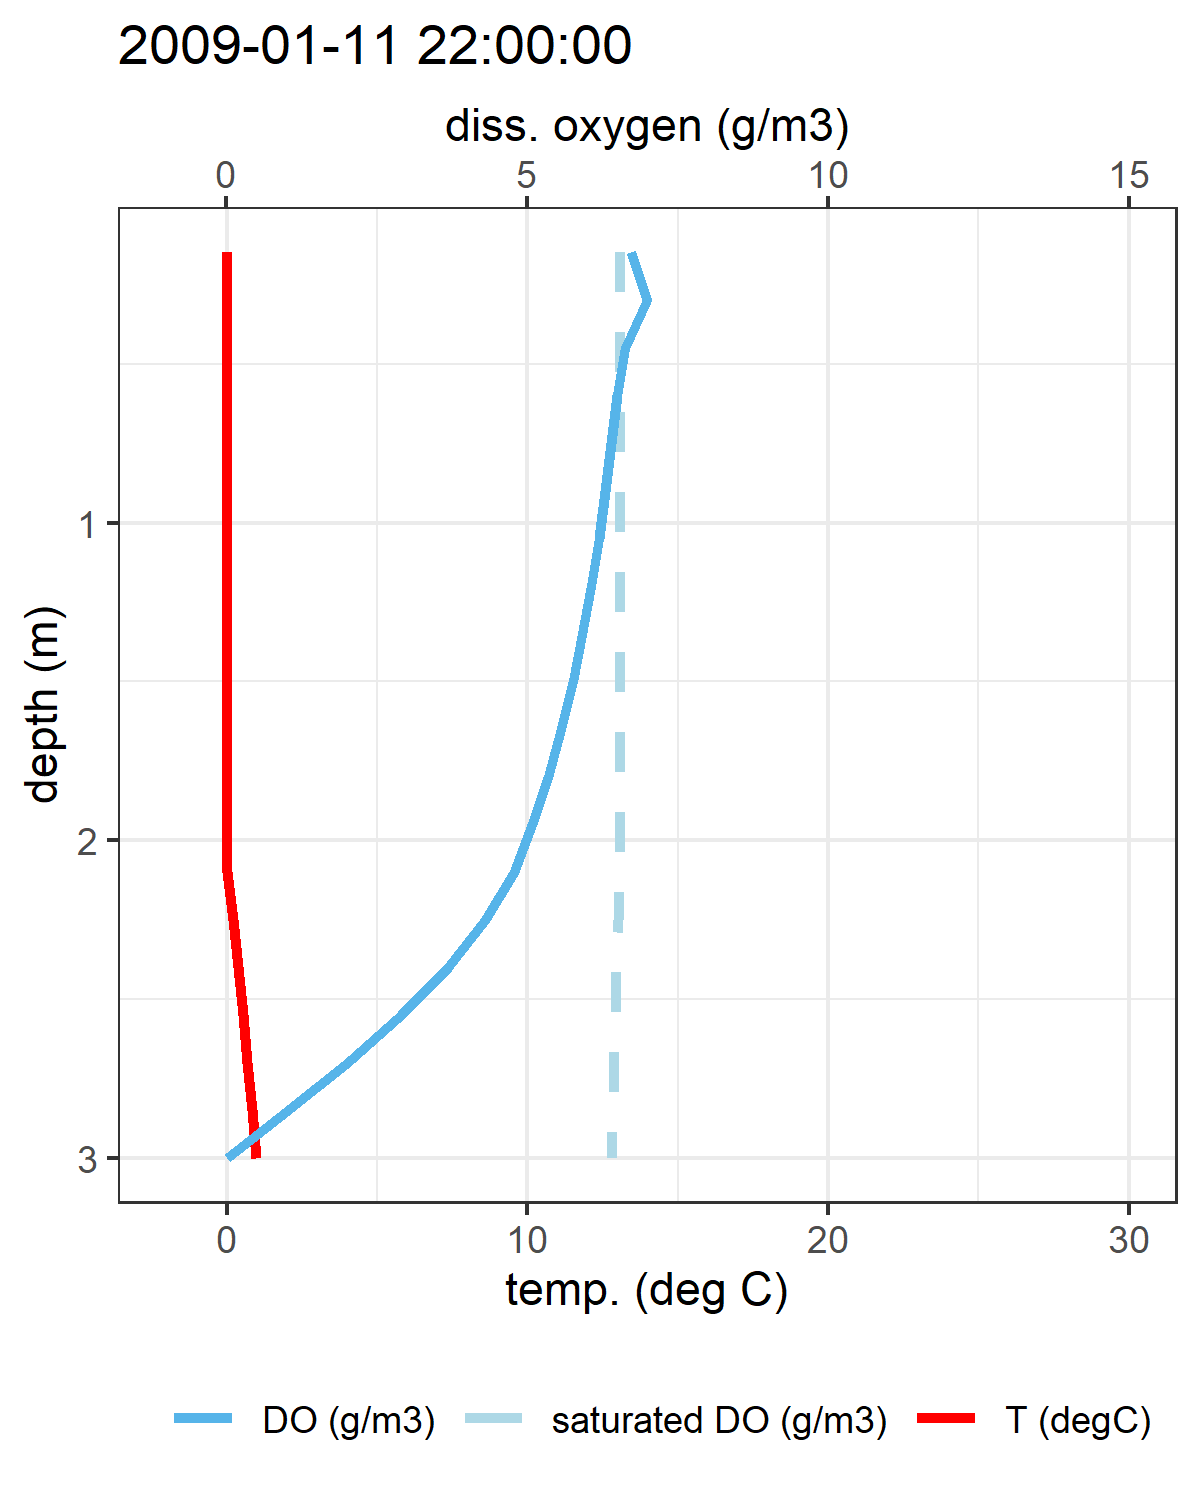 2009-01-11 22:00:00
diss. oxygen (g/m3)
0 5 10 15
depth (m)
1
2
3
0 10 20 30
temp. (deg C)
DO (g/m3) saturated DO (g/m3) T (degC)